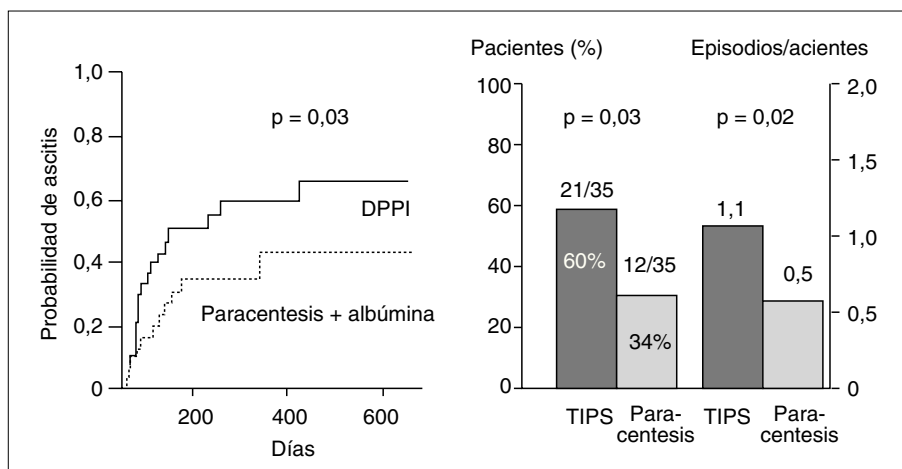 Probabilidad de ascitis
1,0
0,8
0,6
0,4
0,2
0
p = 0,03
DPPI
Paracentesis + albúmina
200
400
600
Días
Pacientes (%)
Episodios/acientes
100
80
60
40
20
0
2,0
1,5
1,0
0,5
0
p = 0,03
p = 0,02
21/35
60%
12/35
34%
1,1
0,5
TIPS
Para-
centesis
TIPS
Para-
centesis